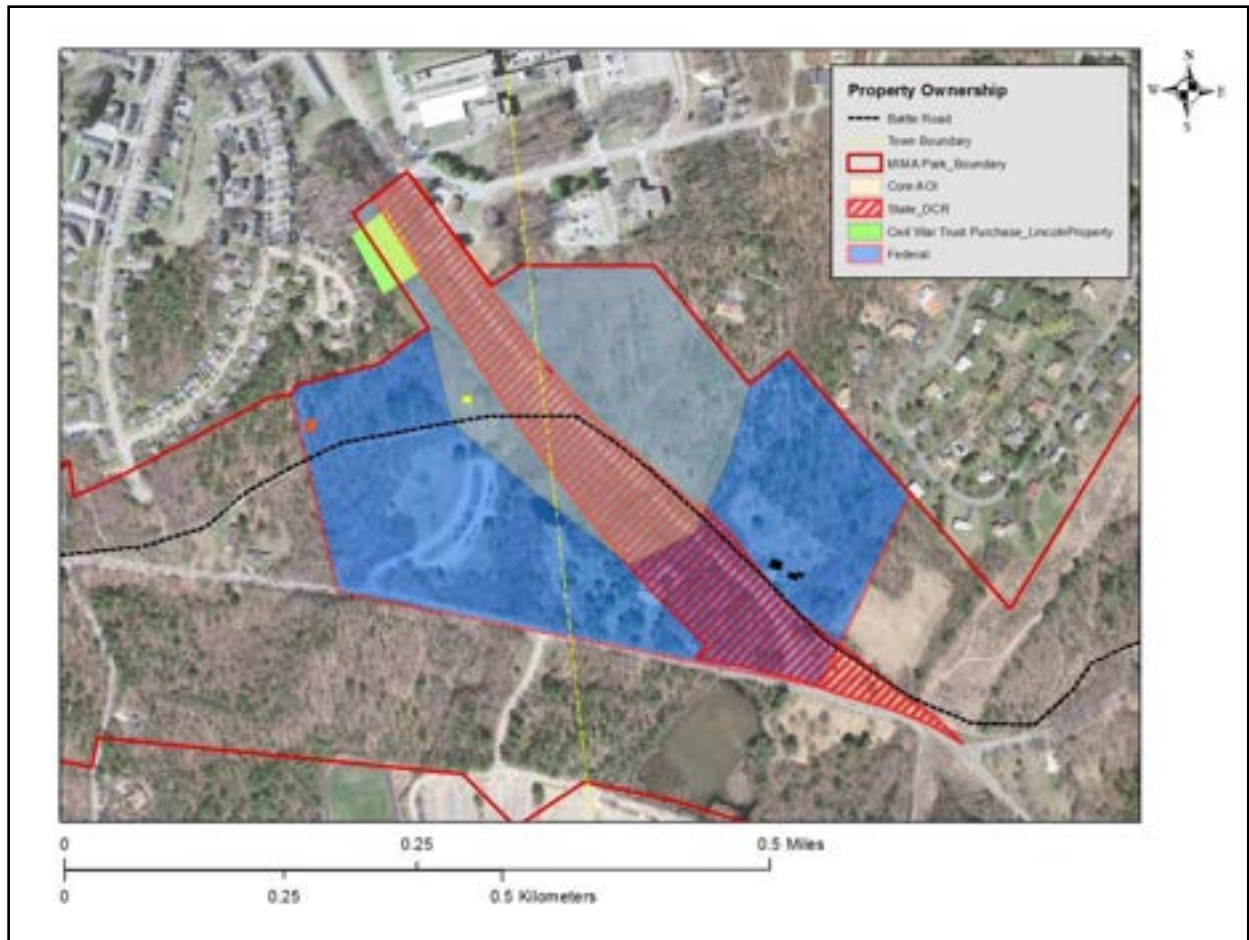 N
W E
S
Property Ownership
Battle Road
Town Boundary
MIMA Park_Boundary
Core AOI
State_DCR
Civil War Trust Purchase_LincolnProperty
Federal
0 0.25 0.5 Miles
0 0.25 0.5 Kilometers